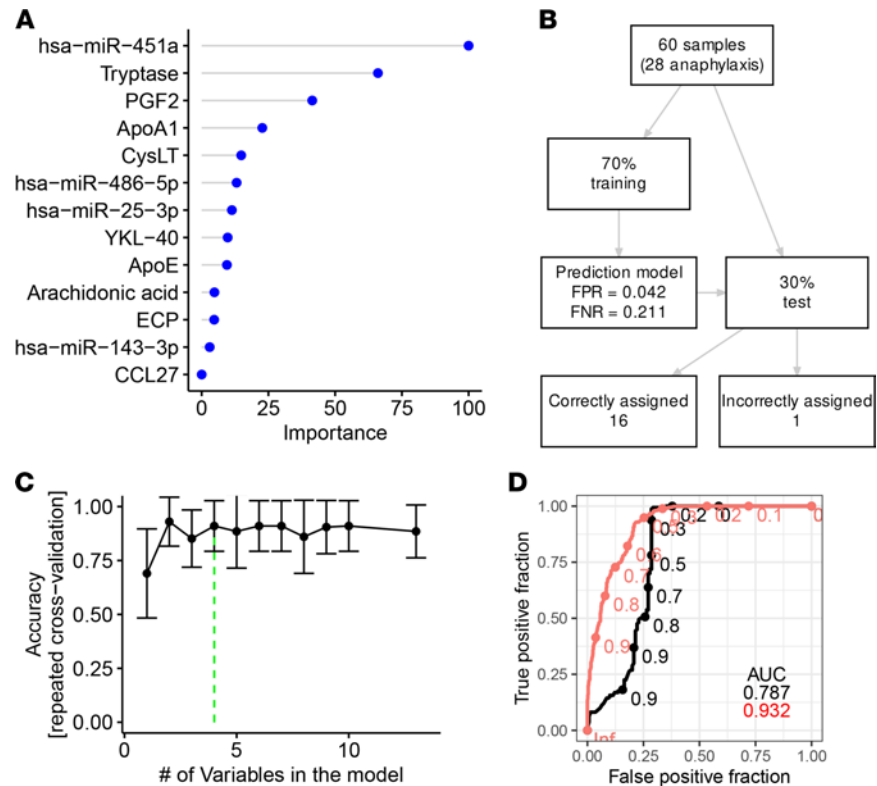 A
hsa-miR-451a
Tryptase
PGF2
ApoA1
CysLT
hsa-miR-486-5p
hsa-miR-25-3p
YKL-40
ApoE
Arachidonic acid
ECP
hsa-miR-143-3p
CCL27
0 25 50 75 100
Importance
B
60 samples
(28 anaphylaxis)
70%
training
Prediction model
FPR = 0.042
FNR = 0.211
30%
test
Correctly assigned
16
Incorrectly assigned
1
C
Accuracy
[repeated cross-validation]
1.00
0.75
0.50
0.25
0.00
0 5 10
# of Variables in the model
D
True positive fraction
1.00
0.75
0.50
0.25
0.00
0.2 0 0.2 0.1 0
0.3
0.6 0.5
0.7 0.7
0.8 0.8
0.9 0.9
0.9
Inf
AUC
0.787
0.932
0.00 0.25 0.50 0.75 1.00
False positive fraction